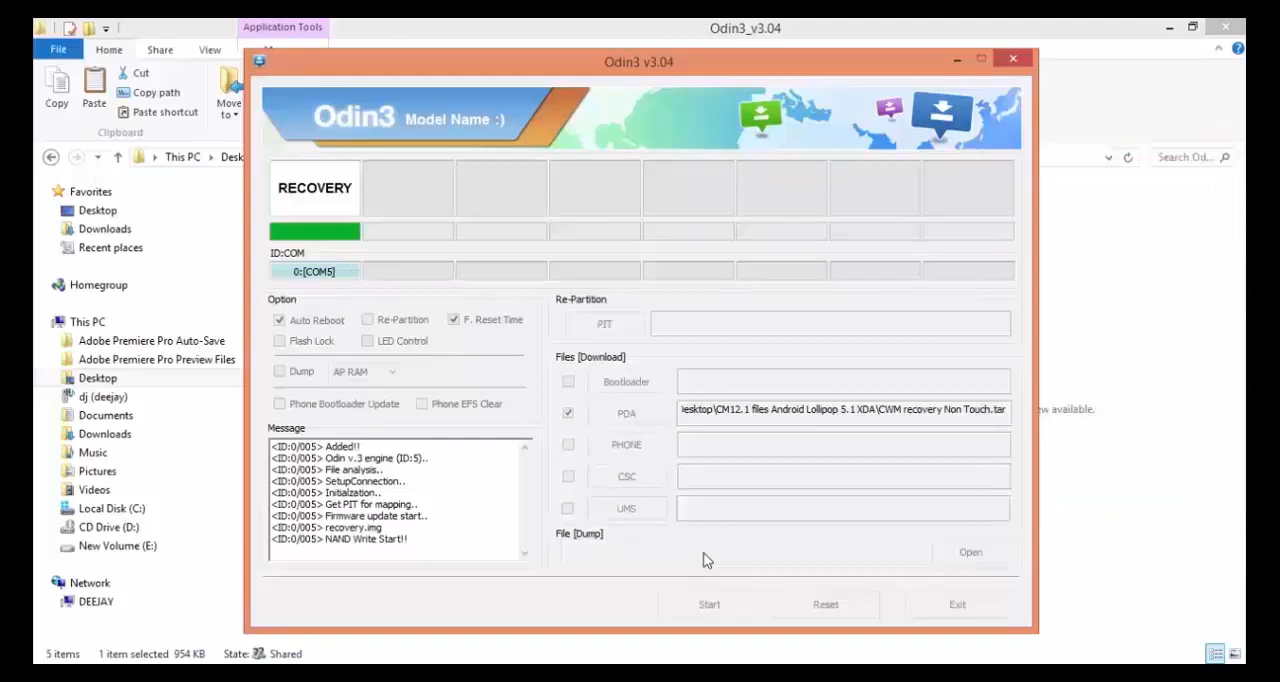 Application Tools
Odin3_v3.04
File
Home
Share
View
Copy
Paste
Cut
Copy path
Paste shortcut
Move
to
Clipboard
This PC
Desk
Search Od...
Favorites
Desktop
Downloads
Recent places
Homegroup
This PC
Adobe Premiere Pro Auto-Save
Adobe Premiere Pro Preview Files
Desktop
dj (deejay)
Documents
Downloads
Music
Pictures
Videos
Local Disk (C:)
CD Drive (D:)
New Volume (E:)
Network
DEEJAY
5 items 1 item selected 954 KB State: Shared
ew available.
Odin3 v3.04
Odin3 Model Name :)
RECOVERY
ID:COM
0:[COM5]
Option
Auto Reboot Re-Partition F. Reset Time
Flash Lock LED Control
Dump AP RAM
Phone Bootloader Update Phone EFS Clear
Message
<ID:0/005> Added!!
<ID:0/005> Odin v.3 engine (ID:5)..
<ID:0/005> File analysis..
<ID:0/005> SetupConnection..
<ID:0/005> Initialzation..
<ID:0/005> Get PIT for mapping..
<ID:0/005> Firmware update start..
<ID:0/005> recovery.img
<ID:0/005> NAND Write Start!!
Re-Partition
PIT
Files [Download]
Bootloader
PDA esktop\CM12.1 files Android Lollipop 5.1 XDA\CWM recovery Non Touch.tar
PHONE
CSC
UMS
File [Dump]
Open
Start Reset Exit